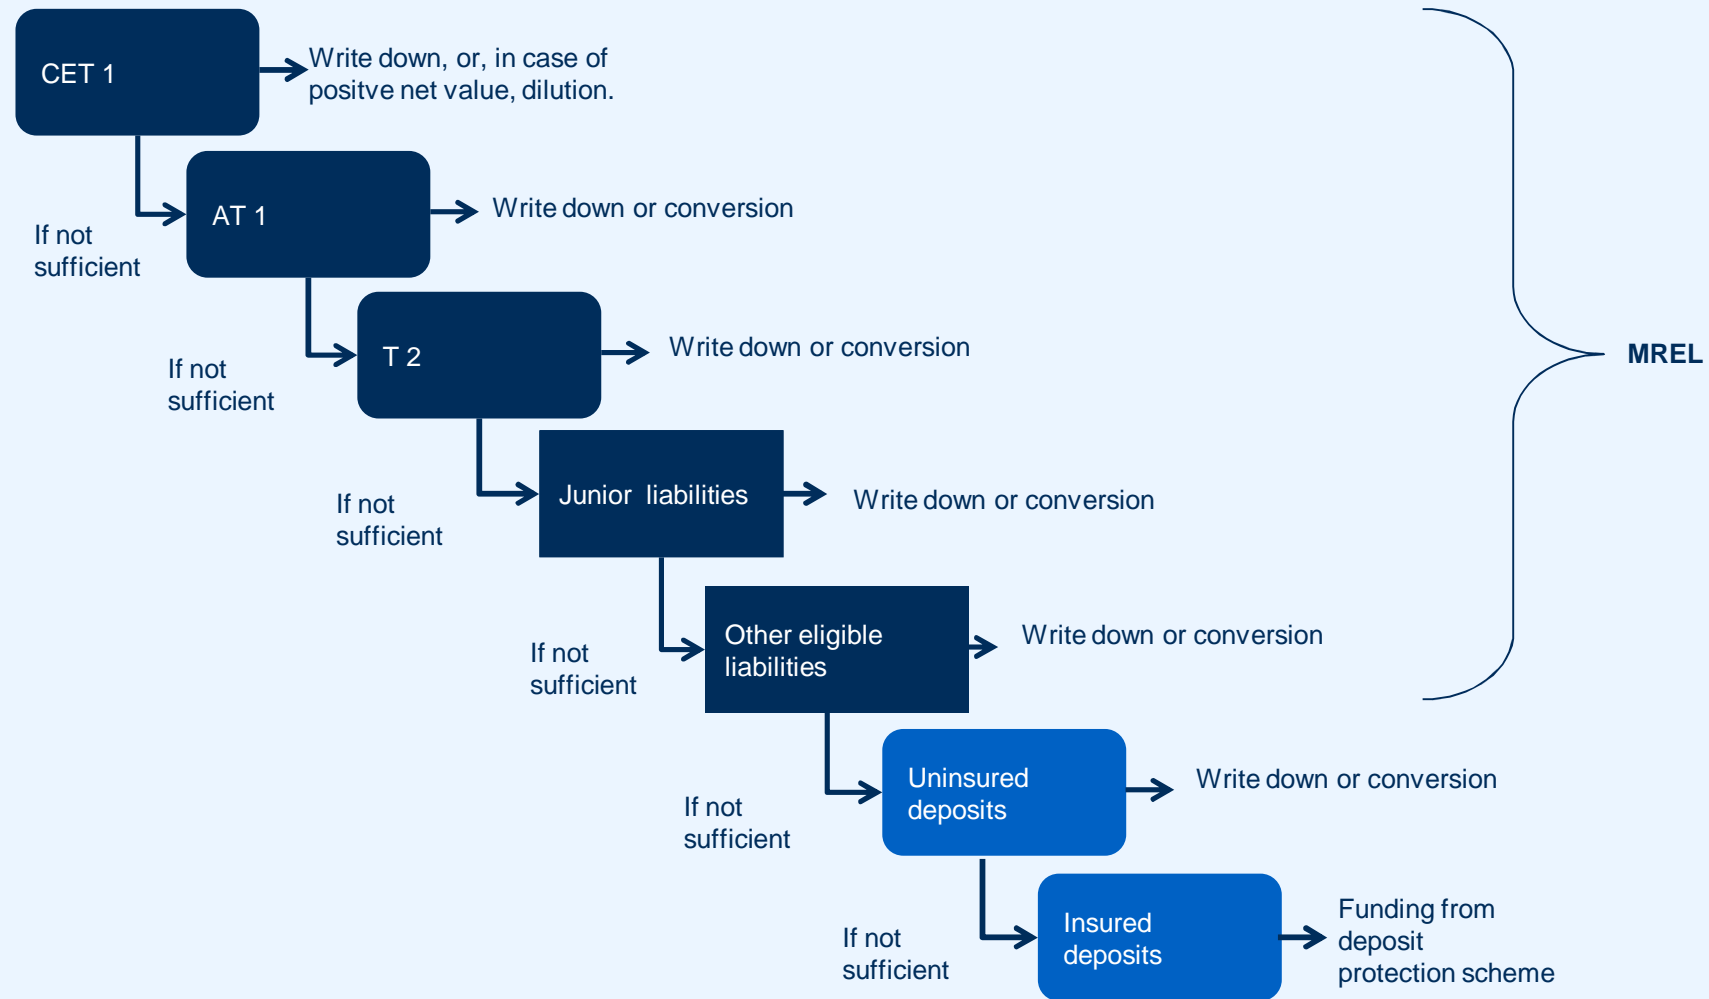 CET 1
Write down, or, in case of
positve net value, dilution.
If not
sufficient
AT 1
Write down or conversion
If not
sufficient
T 2
Write down or conversion
MREL
If not
sufficient
Junior liabilities
Write down or conversion
If not
sufficient
Other eligible
liabilities
Write down or conversion
If not
sufficient
Uninsured
deposits
Write down or conversion
If not
sufficient
Insured
deposits
Funding from
deposit
protection scheme